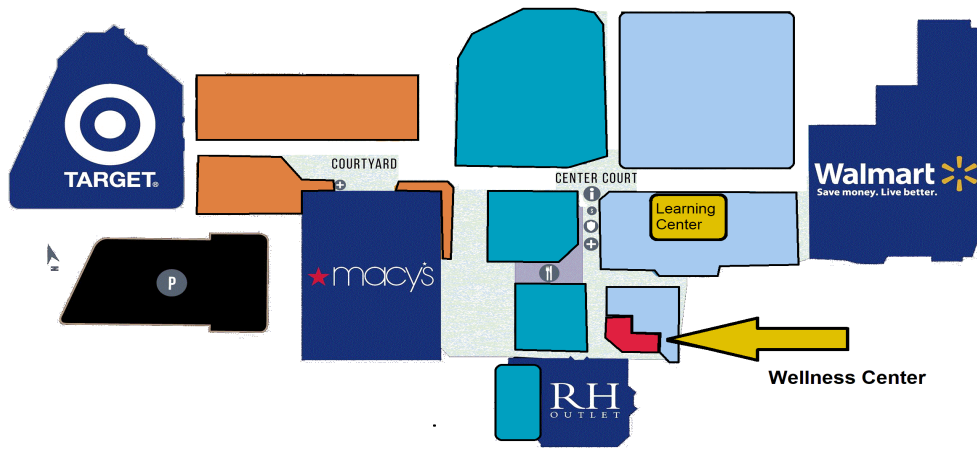 TARGET®
COURTYARD
CENTER COURT
Walmart
Save money. Live better.
Learning
Center
P
N
macy's
Wellness Center
RH
OUTLET